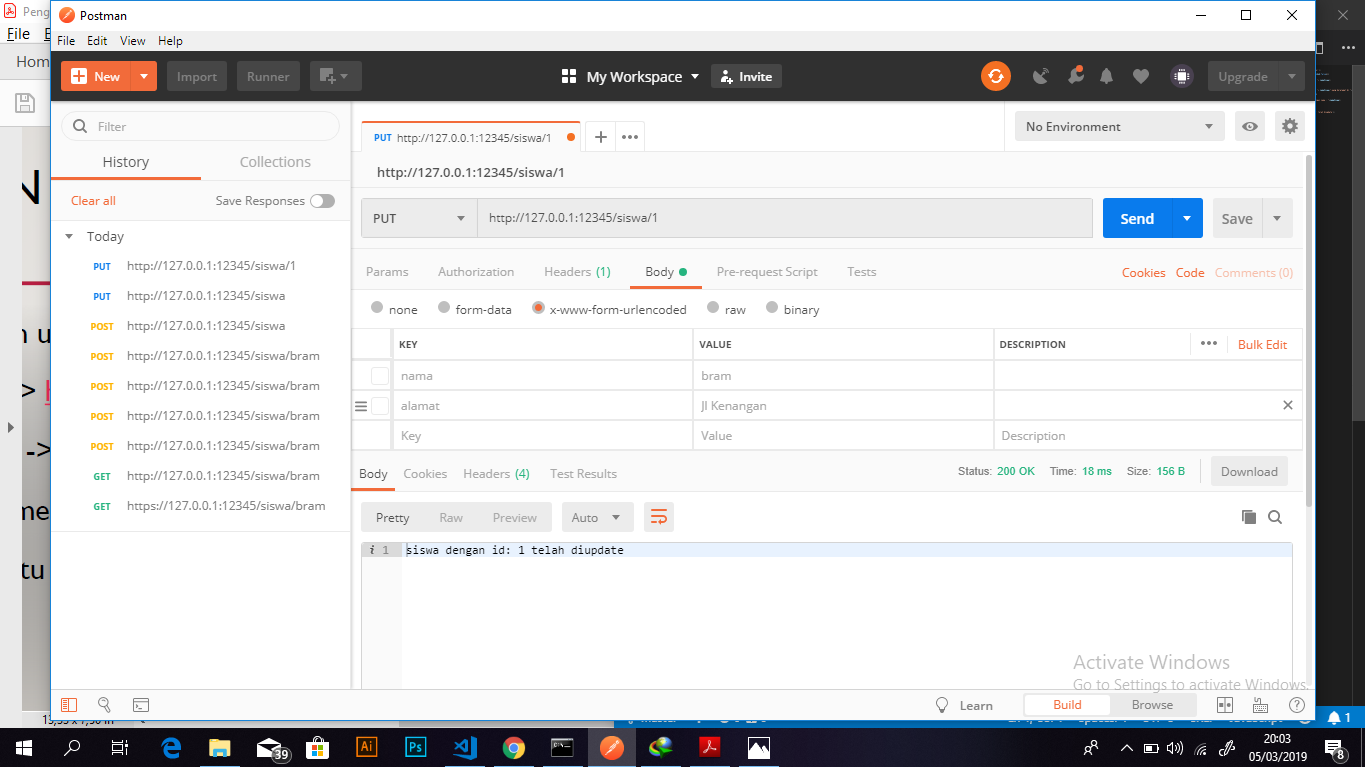 Peng
Postman
File
File Edit View Help
Hom
New Import Runner My Workspace Invite Upgrade
Filter
History Collections
Clear all Save Responses
Today
PUT http://127.0.0.1:12345/siswa/1
PUT http://127.0.0.1:12345/siswa
POST http://127.0.0.1:12345/siswa
POST http://127.0.0.1:12345/siswa/bram
POST http://127.0.0.1:12345/siswa/bram
POST http://127.0.0.1:12345/siswa/bram
POST http://127.0.0.1:12345/siswa/bram
GET http://127.0.0.1:12345/siswa/bram
GET https://127.0.0.1:12345/siswa/bram
PUT http://127.0.0.1:12345/siswa/1
No Environment
http://127.0.0.1:12345/siswa/1
PUT http://127.0.0.1:12345/siswa/1 Send Save
Params Authorization Headers (1) Body Pre-request Script Tests Cookies Code Comments (0)
none form-data x-www-form-urlencoded raw binary
KEY VALUE DESCRIPTION Bulk Edit
nama bram
alamat Jl Kenangan
Key Value Description
Body Cookies Headers (4) Test Results Status: 200 OK Time: 18 ms Size: 156 B Download
Pretty Raw Preview Auto
i 1 siswa dengan id: 1 telah diupdate
Activate Windows
Go to Settings to activate Windows.
Learn Build Browse
1
39 Ai Ps
20:03
05/03/2019
8